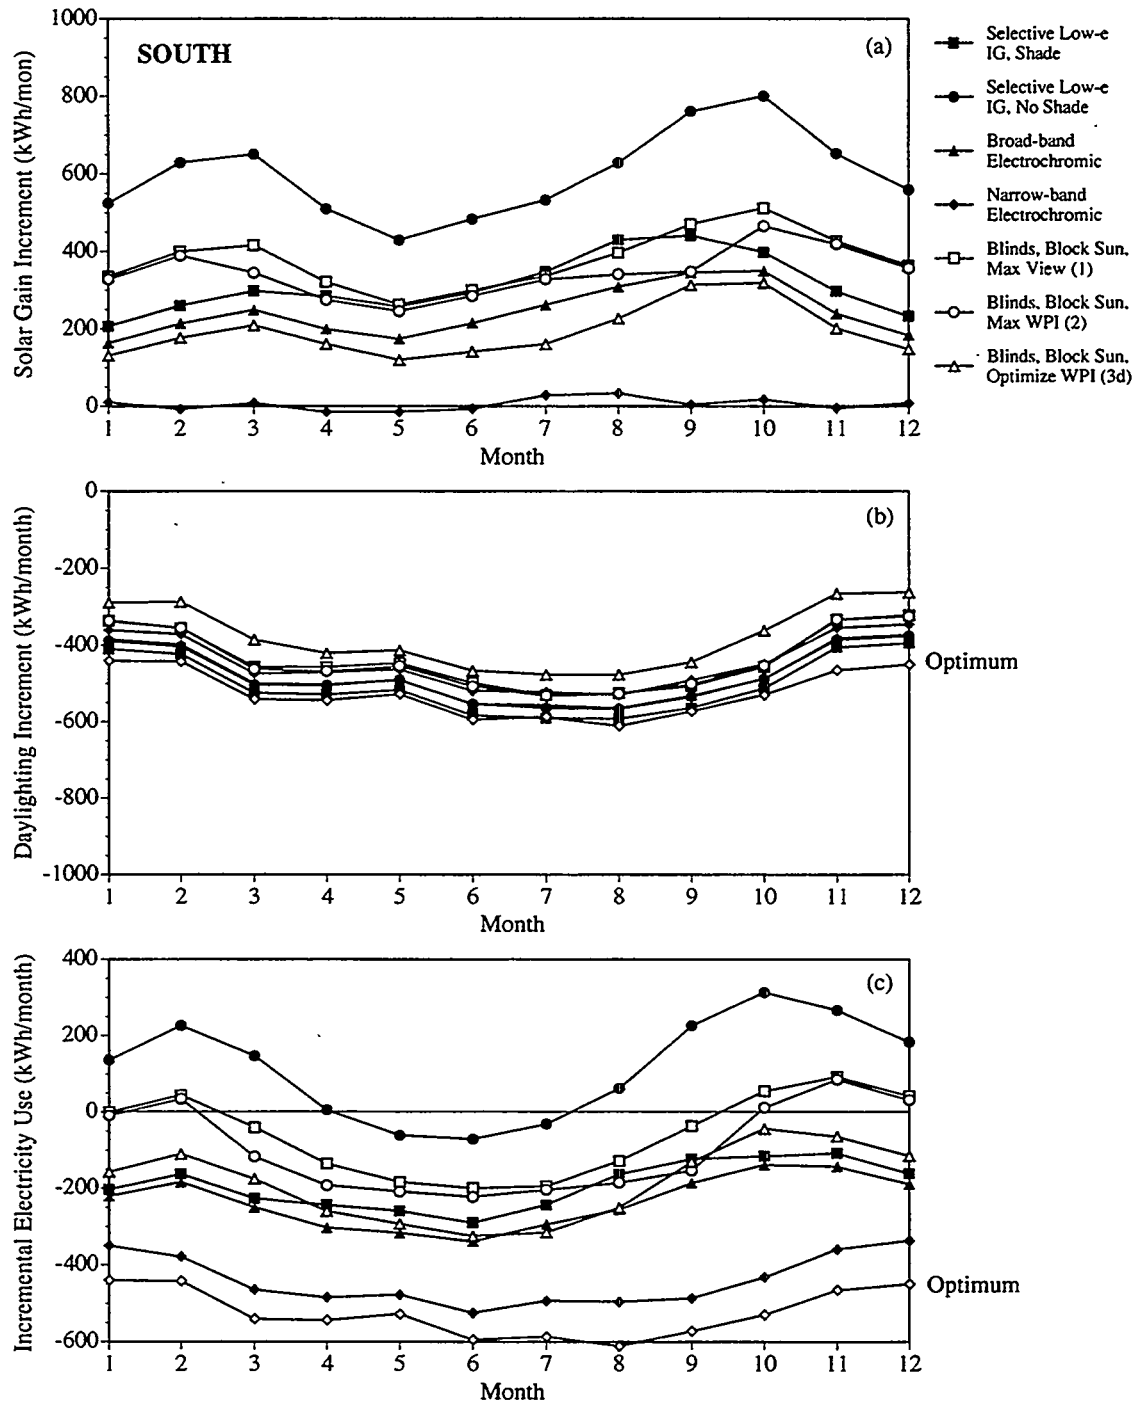 SOUTH
(a)
Solar Gain Increment (kWh/mon)
1000
800
600
400
200
0
1 2 3 4 5 6 7 8 9 10 11 12
Month
Selective Low-e
IG, Shade
Selective Low-e
IG, No Shade
Broad-band
Electrochromic
Narrow-band
Electrochromic
Blinds, Block Sun,
Max View (1)
Blinds, Block Sun,
Max WPI (2)
Blinds, Block Sun,
Optimize WPI (3d)
(b)
Daylighting Increment (kWh/month)
0
-200
-400
-600
-800
-1000
Optimum
1 2 3 4 5 6 7 8 9 10 11 12
Month
(c)
Incremental Electricity Use (kWh/month)
400
200
0
-200
-400
-600
Optimum
1 2 3 4 5 6 7 8 9 10 11 12
Month